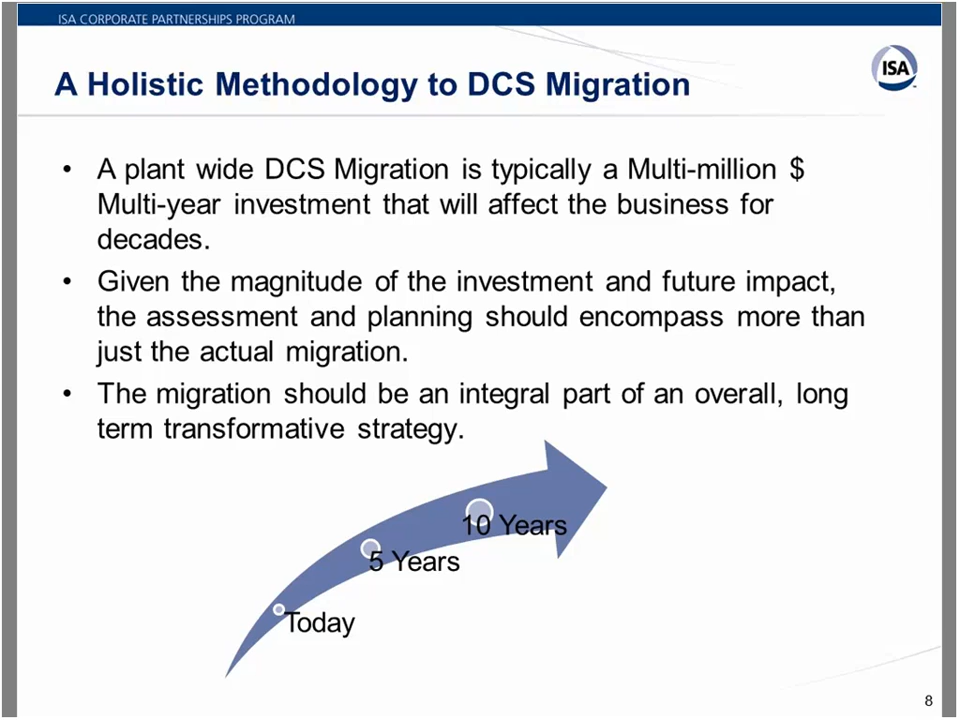 ISA CORPORATE PARTNERSHIPS PROGRAM
A Holistic Methodology to DCS Migration
ISA
• A plant wide DCS Migration is typically a Multi-million $
Multi-year investment that will affect the business for
decades.
• Given the magnitude of the investment and future impact,
the assessment and planning should encompass more than
just the actual migration.
• The migration should be an integral part of an overall, long
term transformative strategy.
10 Years
5 Years
Today
8